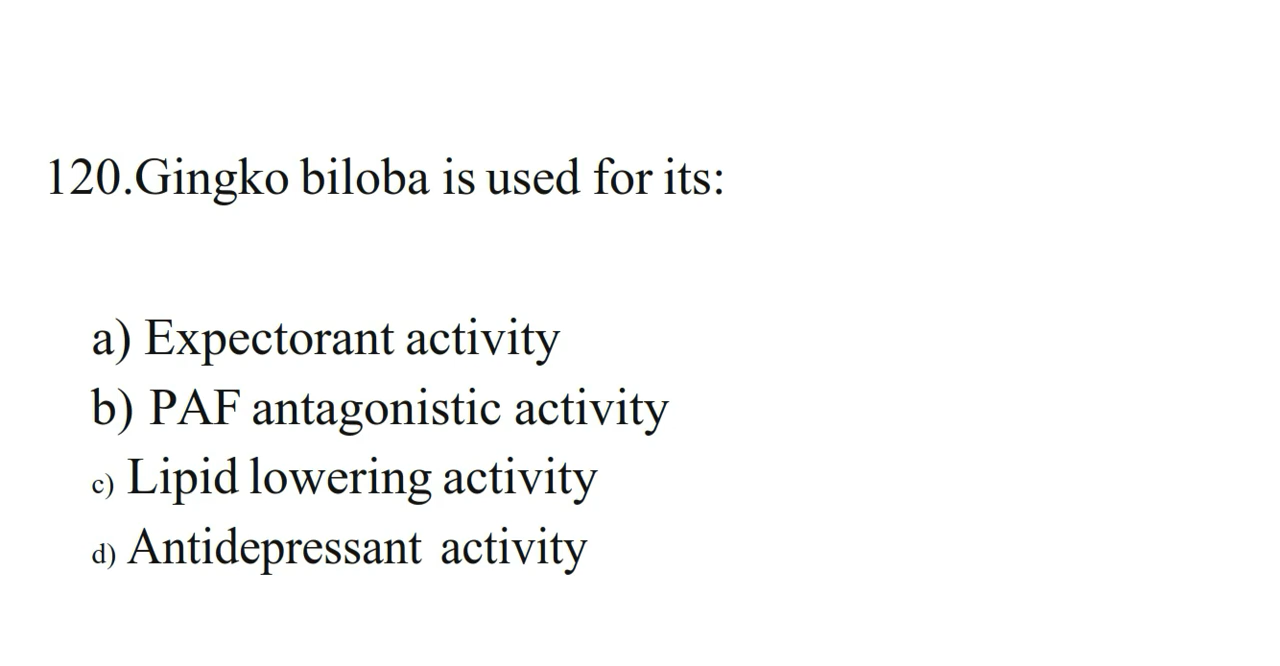 120.Gingko biloba is used for its:
a) Expectorant activity
b) PAF antagonistic activity
c) Lipid lowering activity
d) Antidepressant activity